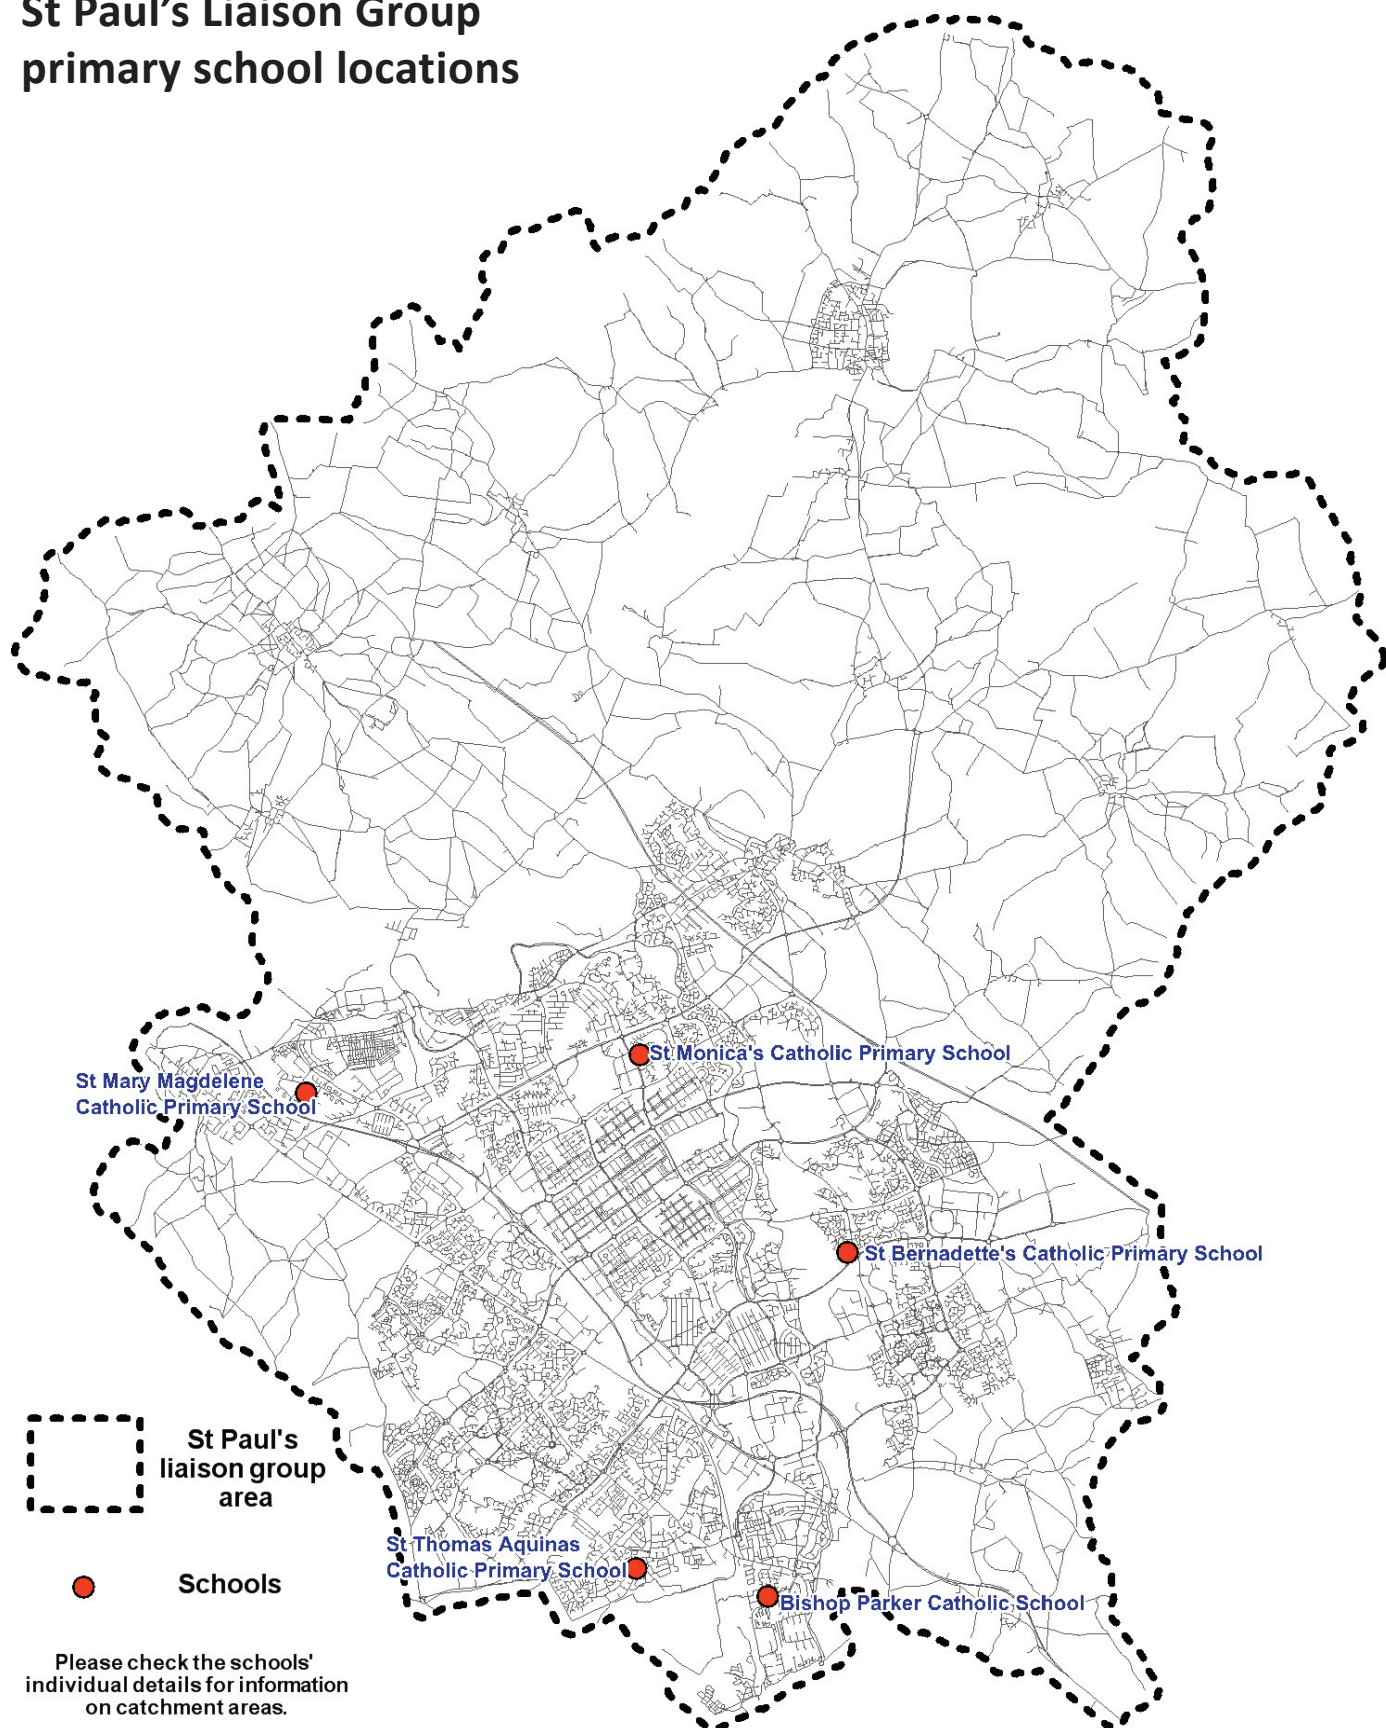 St Paul’s Liaison Group
primary school locations
St Monica's Catholic Primary School
St Mary Magdelene
Catholic Primary School
St Bernadette's Catholic Primary School
St Paul's
liaison group
area
St Thomas Aquinas
Catholic Primary School
Schools
Bishop Parker Catholic School
Please check the schools'
individual details for information
on catchment areas.